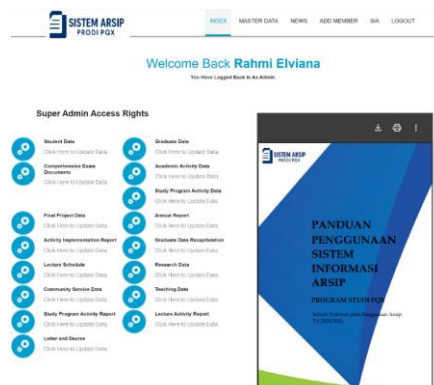 SISTEM ARSIP
PRODI PQX
INDEX MASTER DATA NEWS ADD MEMBER SIA LOGOUT
Welcome Back Rahmi Elviana
You Have Logged Back In As Admin
Super Admin Access Rights
Student Data
Click Here to Update Data
Comprehensive Exam
Documents
Click Here to Update Data
Final Project Data
Click Here to Update Data
Activity Implementation Report
Click Here to Update Data
Lecture Schedule
Click Here to Update Data
Community Service Data
Click Here to Update Data
Study Program Activity Report
Click Here to Update Data
Letter and Decree
Click Here to Update Data
Graduate Data
Click Here to Update Data
Academic Activity Data
Click Here to Update Data
Study Program Activity Data
Click Here to Update Data
Annual Report
Click Here to Update Data
Graduate Data Recapitulation
Click Here to Update Data
Research Data
Click Here to Update Data
Teaching Data
Click Here to Update Data
Lecture Activity Report
Click Here to Update Data
SISTEM ARSIP
PRODI PQX
PANDUAN
PENGGUNAAN
SISTEM
INFORMASI
ARSIP
PROGRAM STUDI PQX